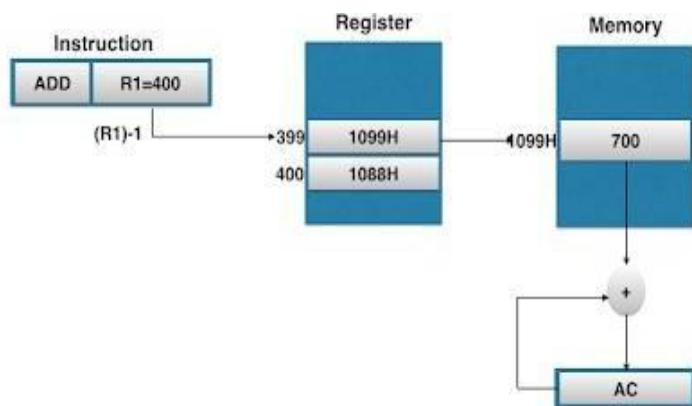 Instruction
Register
Memory
ADD
R1=400
(R1)-1
399
1099H
1099H
700
400
1088H
+
AC